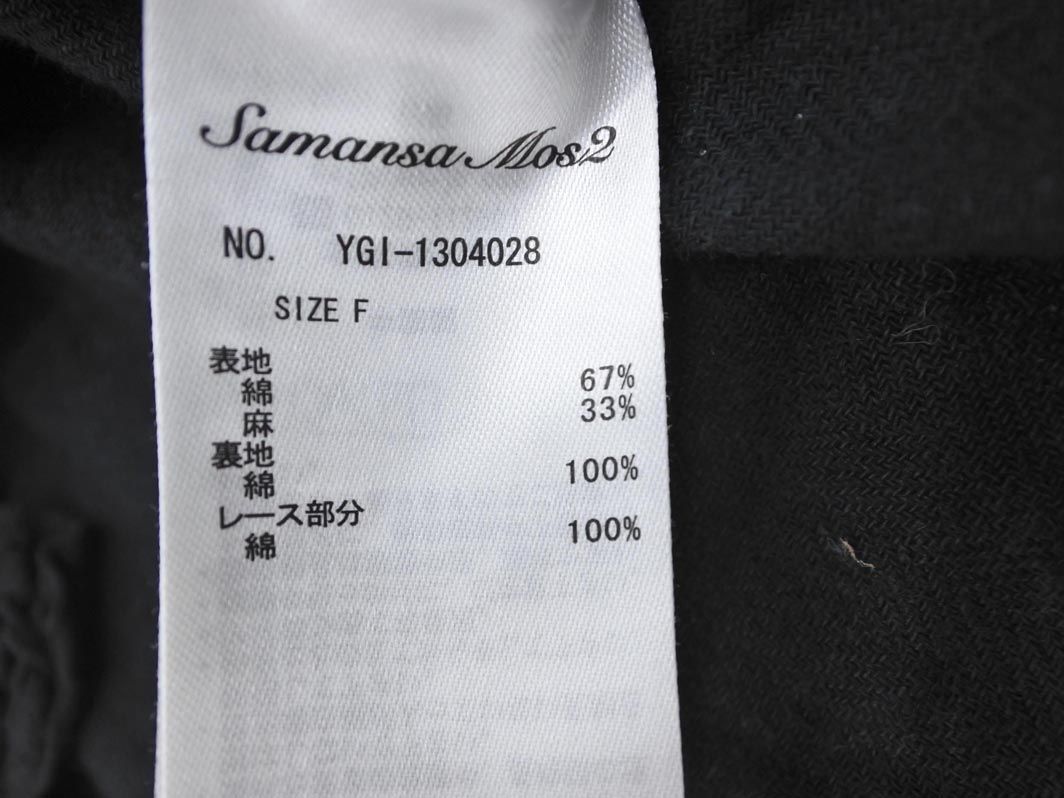 Samansa Mos2
NO. YGI-1304028
SIZE F
表地
綿 67%
麻 33%
裏地
綿 100%
レース部分
綿 100%